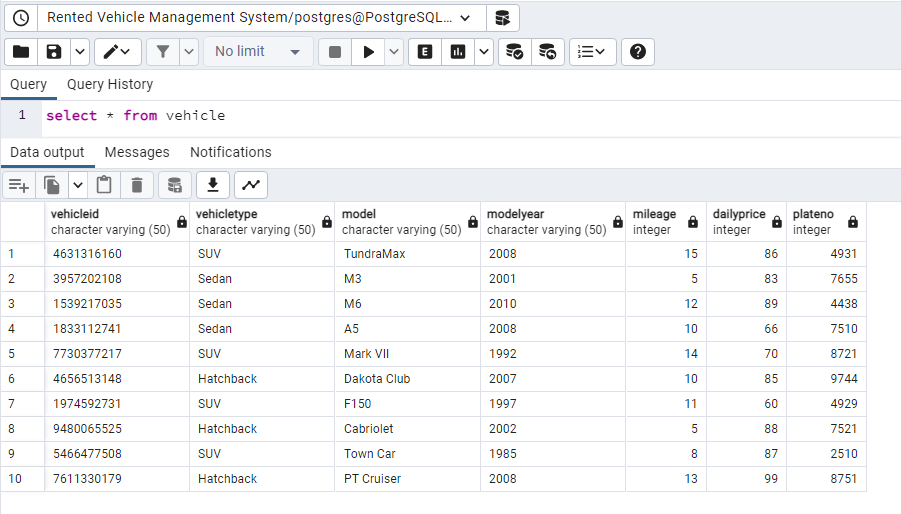 Rented Vehicle Management System/postgres@PostgreSQL...
No limit
E
Query Query History
1 select * from vehicle
Data output Messages Notifications
vehicleid vehicletype model modelyear mileage dailyprice plateno
character varying (50) character varying (50) character varying (50) character varying (50) integer integer integer
1 4631316160 SUV TundraMax 2008 15 86 4931
2 3957202108 Sedan M3 2001 5 83 7655
3 1539217035 Sedan M6 2010 12 89 4438
4 1833112741 Sedan A5 2008 10 66 7510
5 7730377217 SUV Mark VII 1992 14 70 8721
6 4656513148 Hatchback Dakota Club 2007 10 85 9744
7 1974592731 SUV F150 1997 11 60 4929
8 9480065525 Hatchback Cabriolet 2002 5 88 7521
9 5466477508 SUV Town Car 1985 8 87 2510
10 7611330179 Hatchback PT Cruiser 2008 13 99 8751